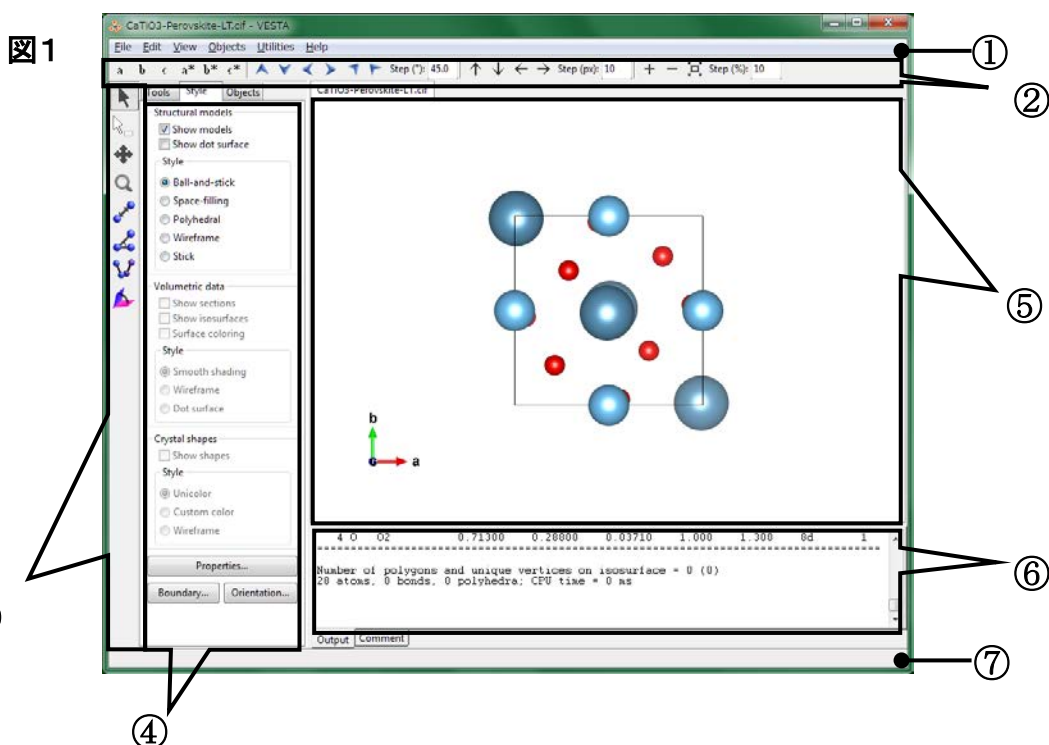 図1
CaTiO3-Perovskite-LT.cif - VESTA
File Edit View Objects Utilities Help
a b c a* b* c* Step (°): 45.0 Step (px): 10 Step (%): 10
Tools Style Objects
CaTiO3-Perovskite-LT.cif
Structural models
Show models
Show dot surface
Style
Ball-and-stick
Space-filling
Polyhedral
Wireframe
Stick
Volumetric data
Show sections
Show isosurfaces
Surface coloring
Style
Smooth shading
Wireframe
Dot surface
Crystal shapes
Show shapes
Style
Unicolor
Custom color
Wireframe
Properties...
Boundary... Orientation...
b
c a
4 O O2 0.71300 0.28800 0.03710 1.000 1.300 8d 1
Number of polygons and unique vertices on isosurface = 0 (0)
28 atoms, 0 bonds, 0 polyhedra; CPU time = 0 ms
Output Comment
①
②
④
⑤
⑥
⑦